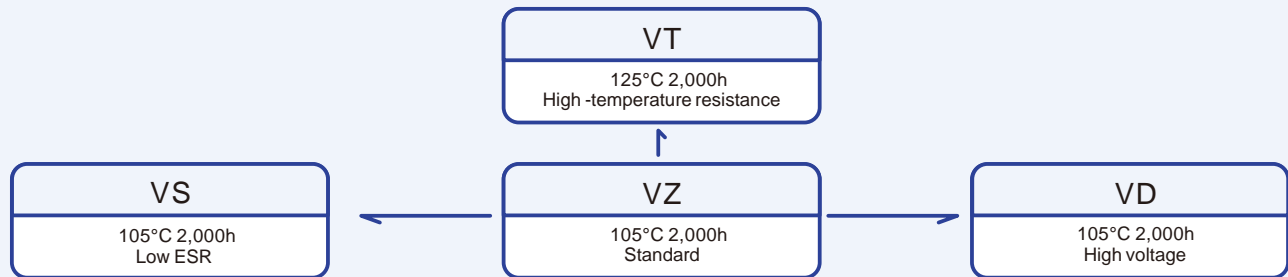 VT
125°C 2,000h
High -temperature resistance
VS
105°C 2,000h
Low ESR
VZ
105°C 2,000h
Standard
VD
105°C 2,000h
High voltage